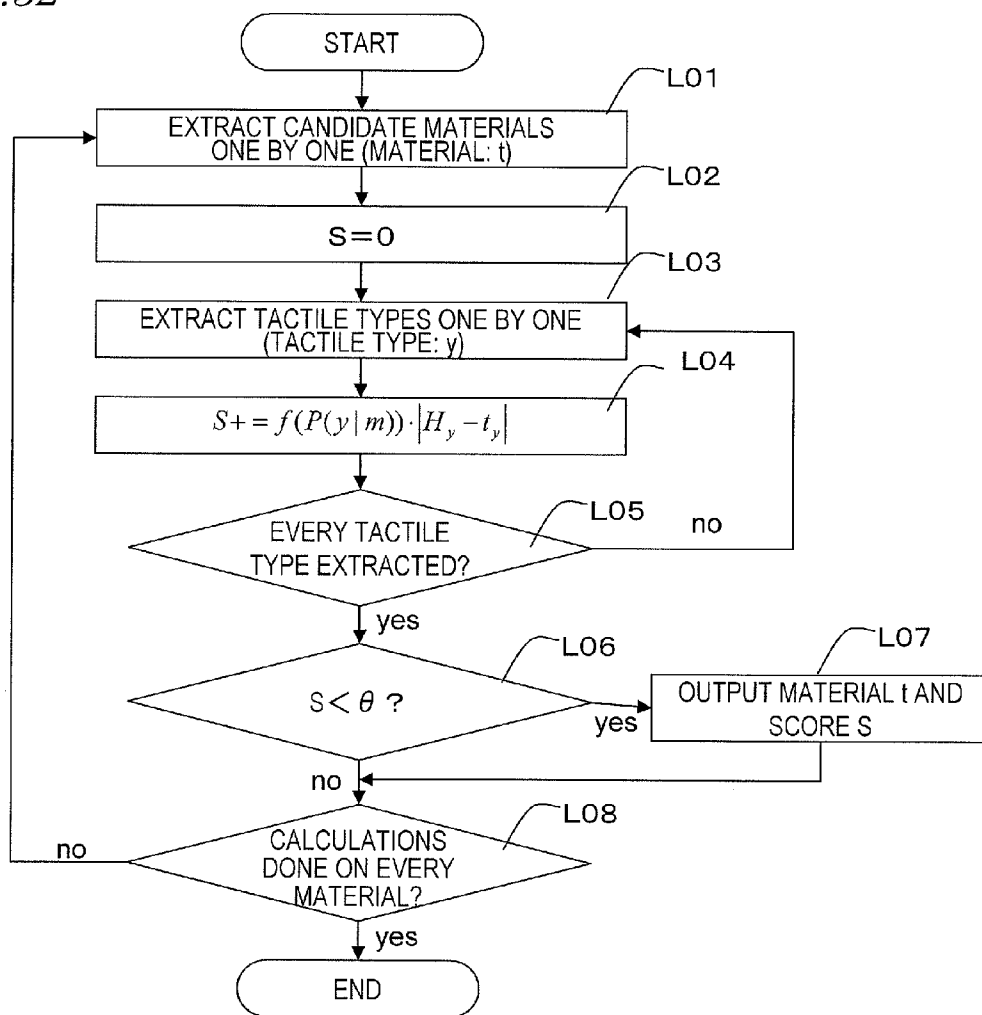 .32
START
L01
EXTRACT CANDIDATE MATERIALS
ONE BY ONE (MATERIAL: t)
L02
S=0
L03
EXTRACT TACTILE TYPES ONE BY ONE
(TACTILE TYPE: y)
L04
S+=f(P(y|m))·|H_y−t_y|
L05
EVERY TACTILE
TYPE EXTRACTED?
no
yes
L06
S<θ?
yes
L07
OUTPUT MATERIAL t AND
SCORE S
no
L08
CALCULATIONS
DONE ON EVERY
MATERIAL?
no
yes
END